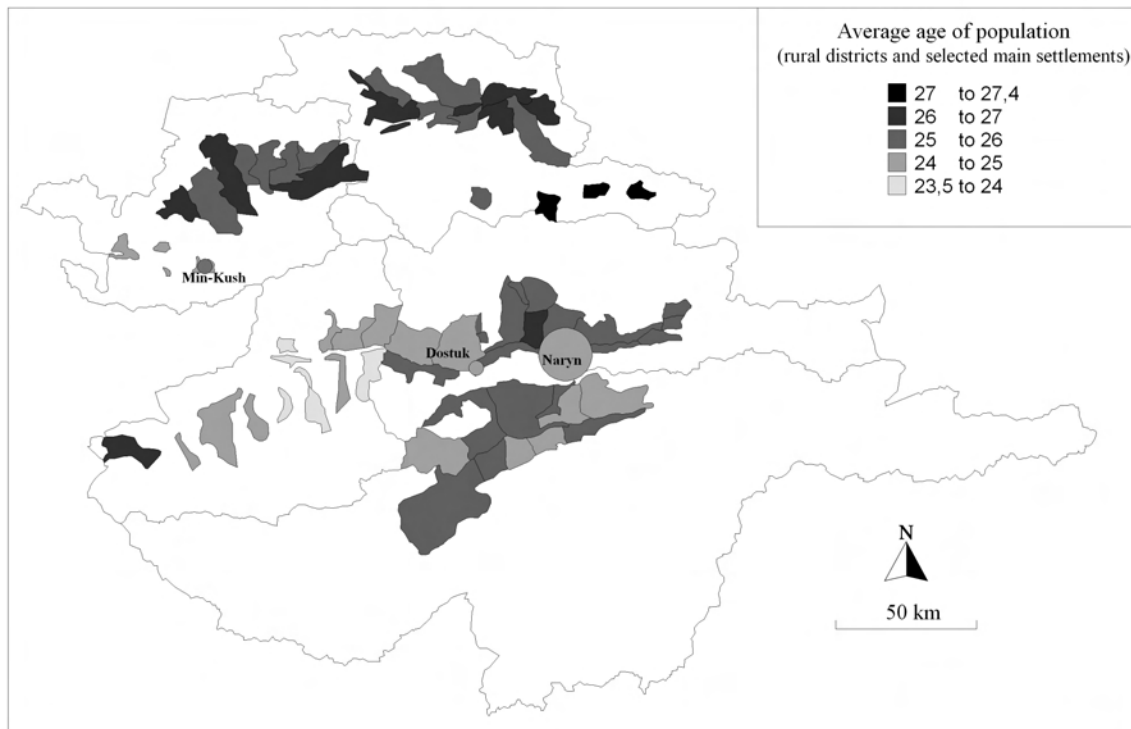 Average age of population
(rural districts and selected main settlements)
27 to 27,4
26 to 27
25 to 26
24 to 25
23,5 to 24
Min-Kush
Dostuk
Naryn
N
50 km